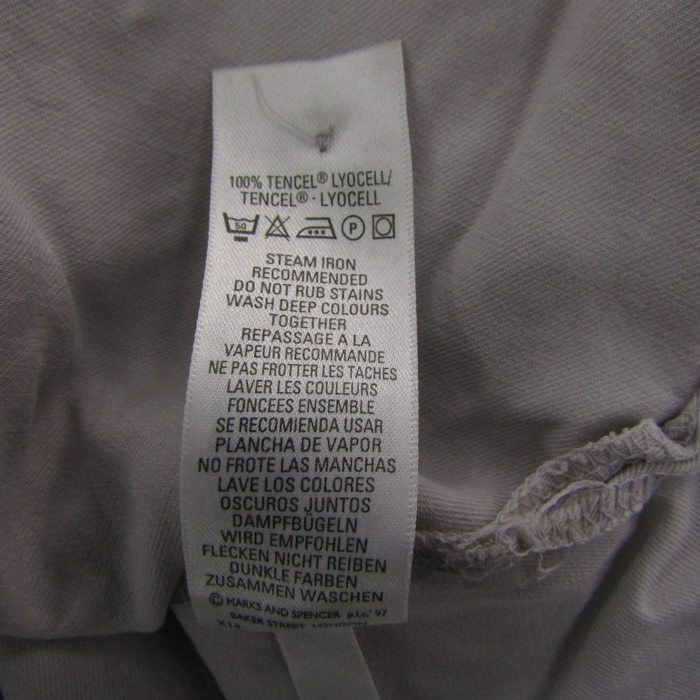 100% TENCEL® LYOCELL/
TENCEL® - LYOCELL
50 P
STEAM IRON
RECOMMENDED
DO NOT RUB STAINS
WASH DEEP COLOURS
TOGETHER
REPASSAGE A LA
VAPEUR RECOMMANDE
NE PAS FROTTER LES TACHES
LAVER LES COULEURS
FONCEES ENSEMBLE
SE RECOMIENDA USAR
PLANCHA DE VAPOR
NO FROTE LAS MANCHAS
LAVE LOS COLORES
OSCUROS JUNTOS
DAMPFBÜGELN
WIRD EMPFOHLEN
FLECKEN NICHT REIBEN
DUNKLE FARBEN
ZUSAMMEN WASCHEN
© MARKS AND SPENCER p.l.c.' 97
BAKER STREET LONDON
X14